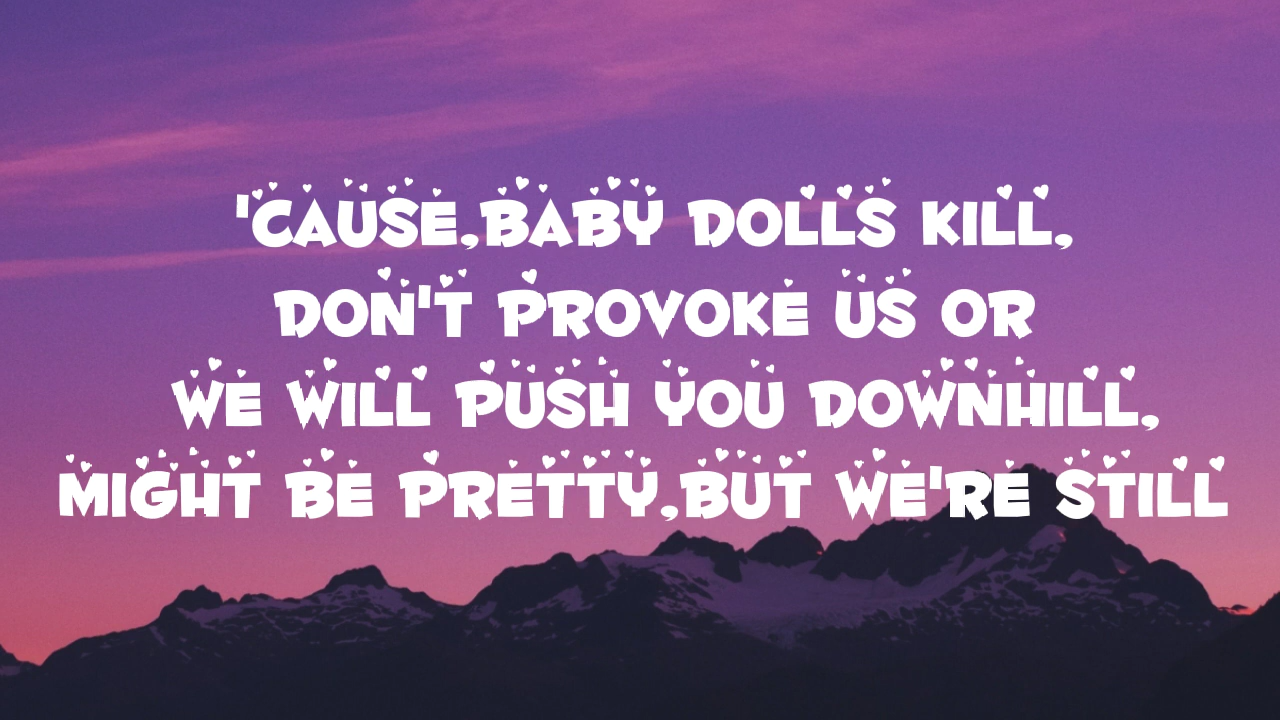 'CAUSE,BABY DOLLS KILL,
DON'T PROVOKE US OR
WE WILL PUSH YOU DOWNHILL,
MIGHT BE PRETTY,BUT WE'RE STILL